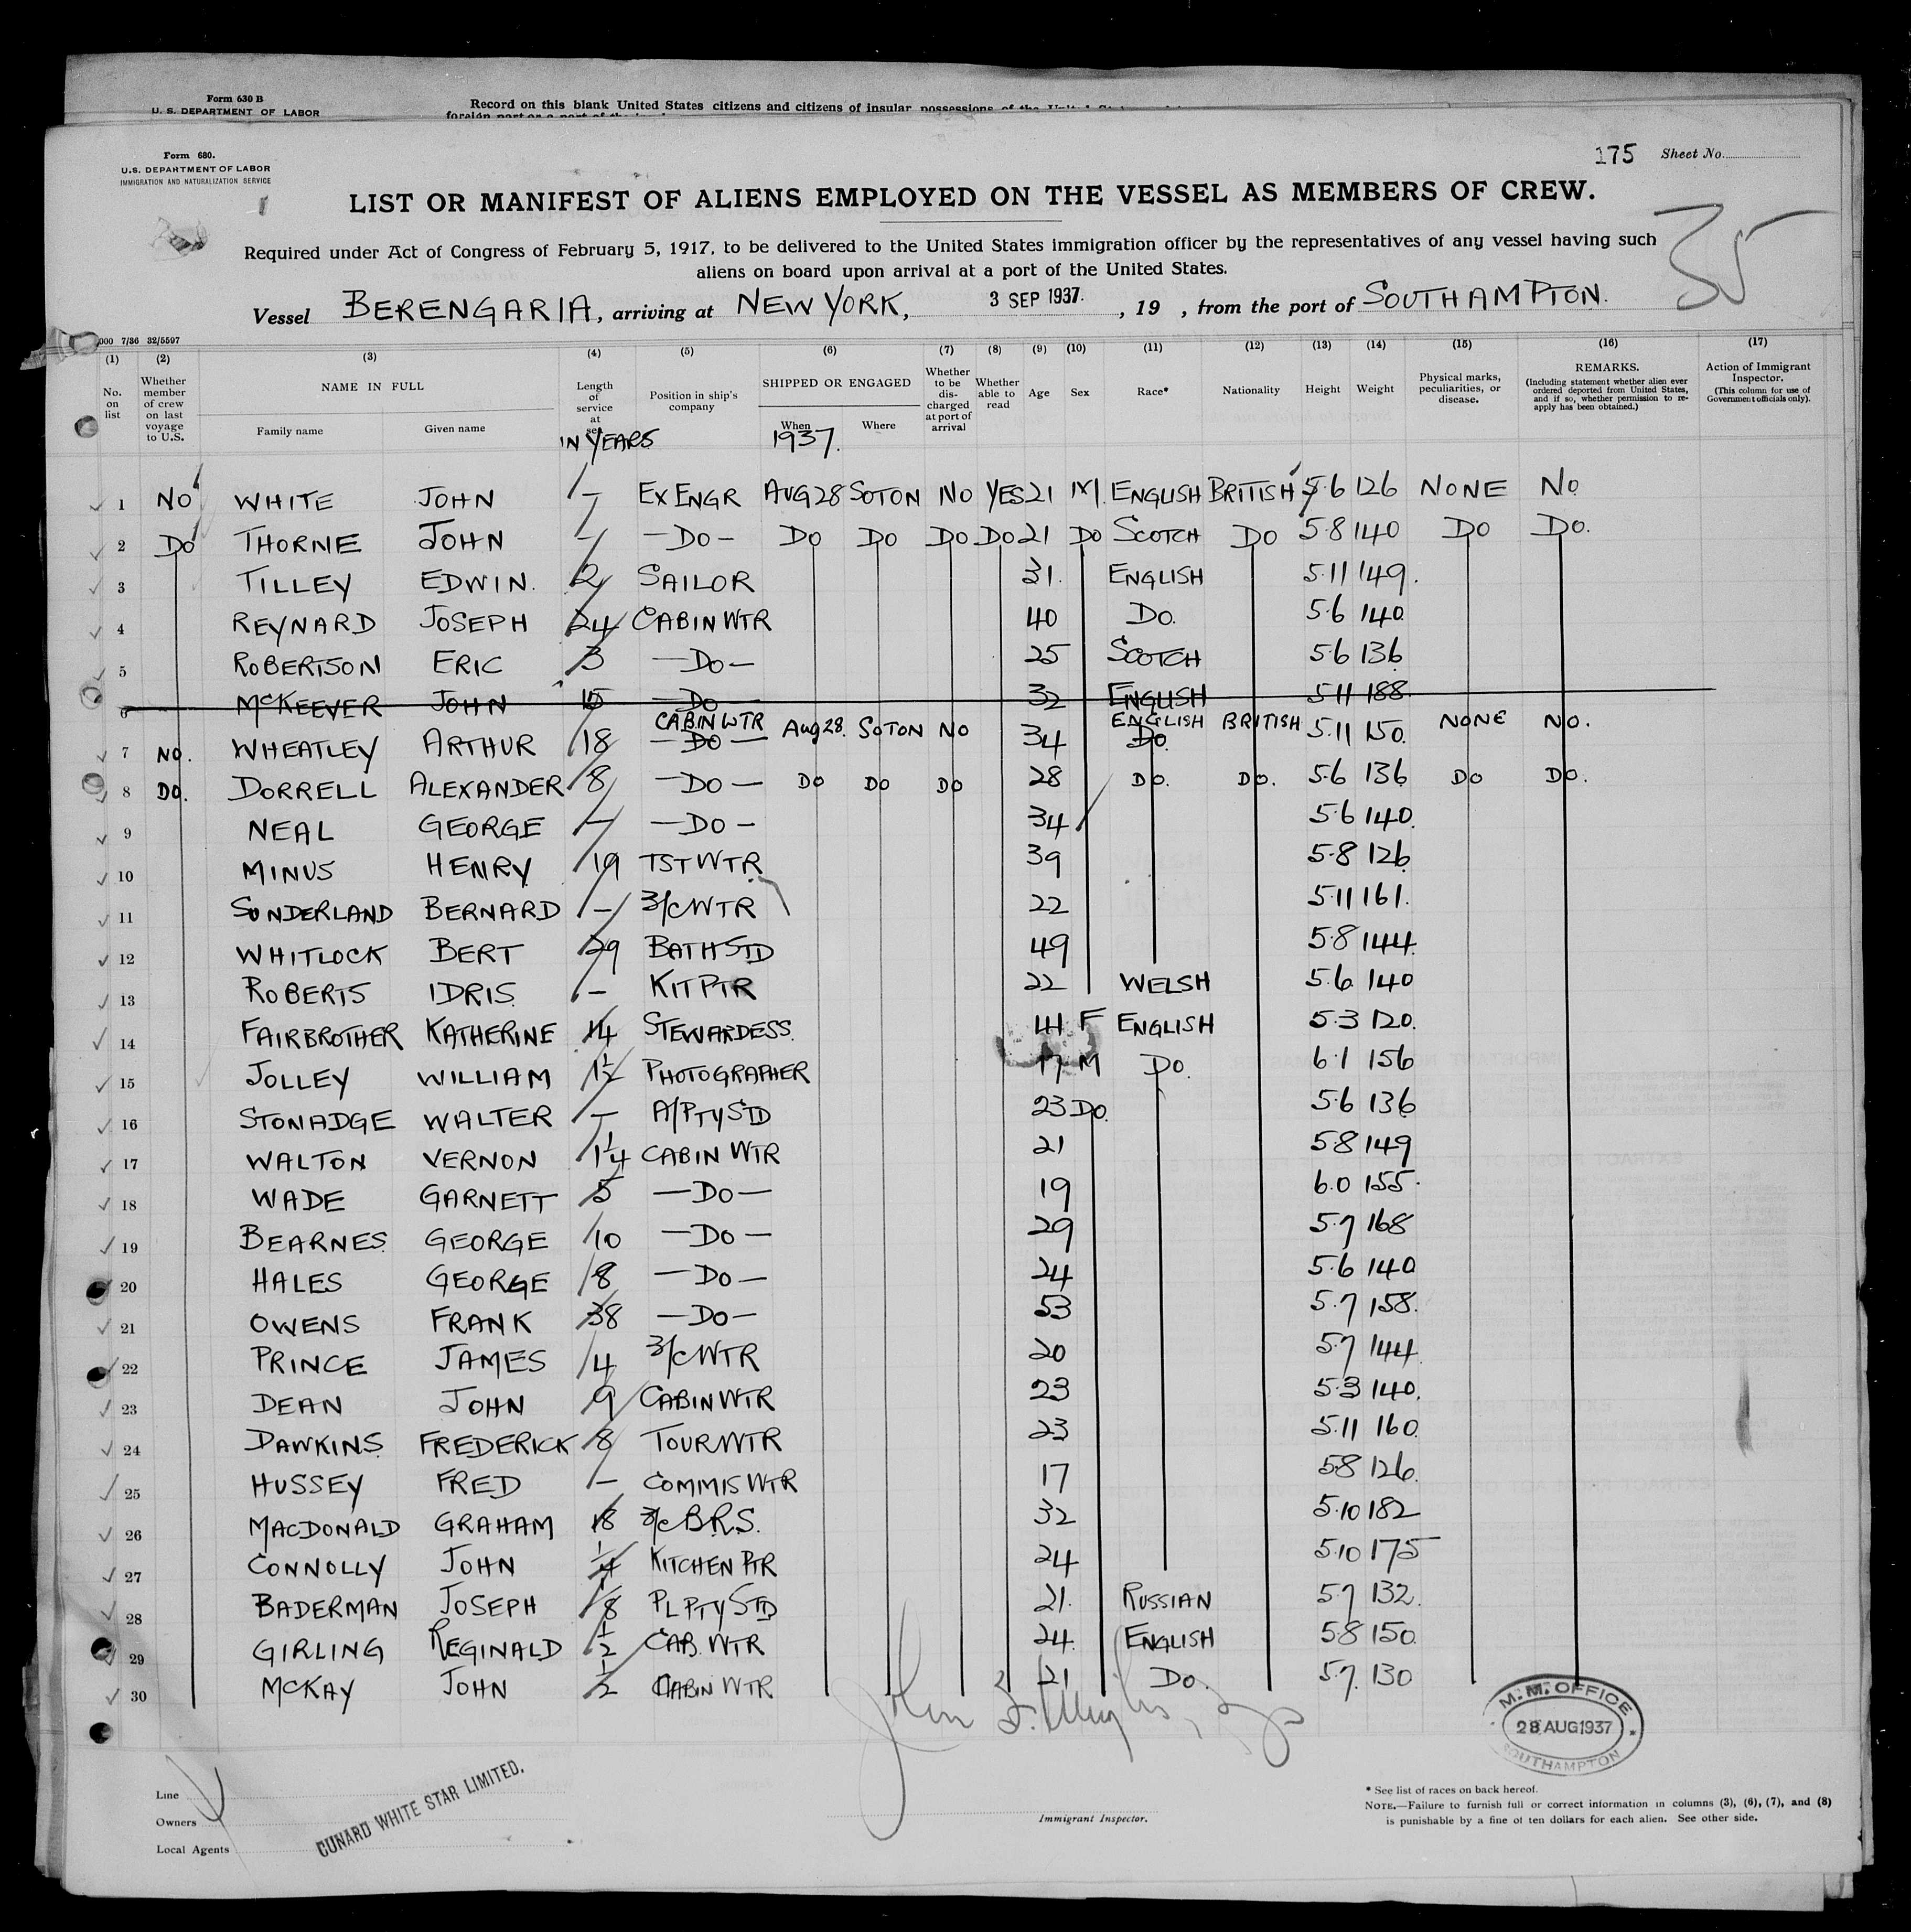 Form 630 B
U. S. DEPARTMENT OF LABOR
Record on this blank United States citizens and citizens of insular possessions of the
Form 680.
U.S. DEPARTMENT OF LABOR
IMMIGRATION AND NATURALIZATION SERVICE
175 Sheet No.
LIST OR MANIFEST OF ALIENS EMPLOYED ON THE VESSEL AS MEMBERS OF CREW.
35
Required under Act of Congress of February 5, 1917, to be delivered to the United States immigration officer by the representatives of any vessel having such
aliens on board upon arrival at a port of the United States.
Vessel BERENGARIA, arriving at NEW YORK, 3 SEP 1937. , 19 , from the port of SOUTHAMPTON.
000 7/36 32/5597
(1) (2) (3) (4) (5) (6) (7) (8) (9) (10) (11) (12) (13) (14) (15) (16) (17)
No. on list
Whether member of crew on last voyage to U.S.
NAME IN FULL
Family name Given name
Length of service at sea
IN YEARS
Position in ship's company
SHIPPED OR ENGAGED
When Where
1937.
Whether to be discharged at port of arrival
Whether able to read
Age
Sex
Race*
Nationality
Height
Weight
Physical marks, peculiarities, or disease.
REMARKS.
(Including statement whether alien ever ordered deported from United States, and if so, whether permission to reapply has been obtained.)
Action of Immigrant Inspector.
(This column for use of Government officials only).
1 NO WHITE JOHN - EX ENGR AUG 28 SOTON NO YES 21 M ENGLISH BRITISH 5.6 126 NONE NO
2 DO THORNE JOHN - -DO- DO DO DO DO 21 DO SCOTCH DO 5.8 140 DO DO.
3 TILLEY EDWIN. 2 SAILOR 31. ENGLISH 5.11 149.
4 REYNARD JOSEPH 24 CABIN WTR 40 DO. 5.6 140
5 ROBERTSON ERIC 3 -DO- 25 SCOTCH 5.6 136
6 MCKEEVER JOHN 15 -DO- 32 ENGLISH 5.11 188
7 NO. WHEATLEY ARTHUR 18 -DO- CABIN WTR AUG 28. SOTON NO 34 DO. ENGLISH BRITISH 5.11 150. NONE NO.
8 DO. DORRELL ALEXANDER 8 -DO- DO DO DO 28 DO. DO. 5.6 136 DO DO.
9 NEAL GEORGE - -DO- 34 5.6 140.
10 MINUS HENRY 19 TST WTR 39 5.8 126
11 SUNDERLAND BERNARD - 3/C WTR 22 5.11 161.
12 WHITLOCK BERT 29 BATH STD 49 5.8 144.
13 ROBERTS IDRIS - KIT PTR 22 WELSH 5.6 140
14 FAIRBROTHER KATHERINE 14 STEWARDESS. 41 F ENGLISH 5.3 120.
15 JOLLEY WILLIAM 1½ PHOTOGRAPHER 17 M DO. 6.1 156
16 STONADGE WALTER - A/PTY STD 23 DO. 5.6 136
17 WALTON VERNON 1¼ CABIN WTR 21 5.8 149
18 WADE GARNETT 5 -DO- 19 6.0 155.
19 BEARNES GEORGE 10 -DO- 29 5.7 168
20 HALES GEORGE 8 -DO- 24 5.6 140
21 OWENS FRANK 38 -DO- 53 5.7 158.
22 PRINCE JAMES 4 3/C WTR 20 5.7 144
23 DEAN JOHN 9 CABIN WTR 23 5.3 140.
24 DAWKINS FREDERICK 8 TOUR WTR 23 5.11 160.
25 HUSSEY FRED - COMMIS WTR 17 5.8 126.
26 MACDONALD GRAHAM 18 3/C B.R.S. 32 5.10 182
27 CONNOLLY JOHN ¼ KITCHEN PTR 24 5.10 175
28 BADERMAN JOSEPH ⅛ PL PTY STD 21. RUSSIAN 5.7 132.
29 GIRLING REGINALD ½ CAB. WTR 24. ENGLISH 5.8 150.
30 MCKAY JOHN ½ CABIN WTR 21 DO. 5.7. 130
M.M. OFFICE
28 AUG 1937
SOUTHAMPTON
Line
Owners
Local Agents
CUNARD WHITE STAR LIMITED.
Immigrant Inspector.
* See list of races on back hereof.
NOTE.—Failure to furnish full or correct information in columns (3), (6), (7), and (8)
is punishable by a fine of ten dollars for each alien. See other side.